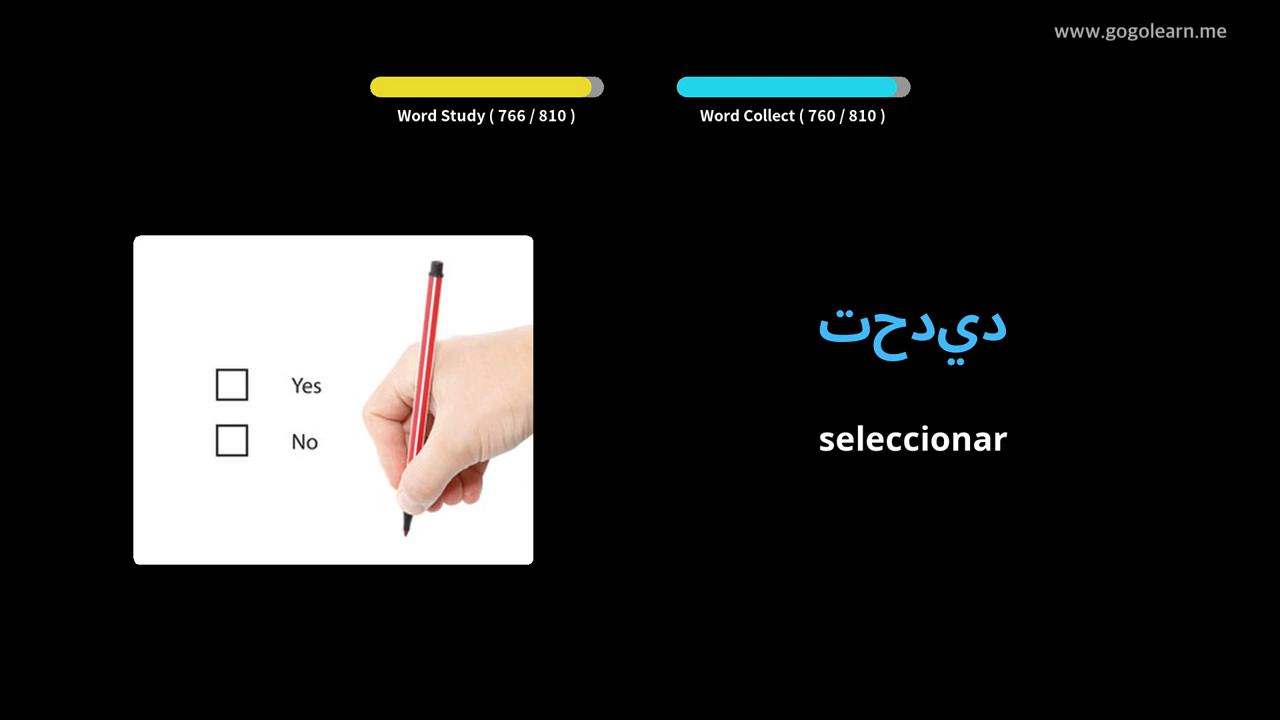 www.gogolearn.me
Word Study ( 766 / 810 )
Word Collect ( 760 / 810 )
Yes
No
تحديد
seleccionar